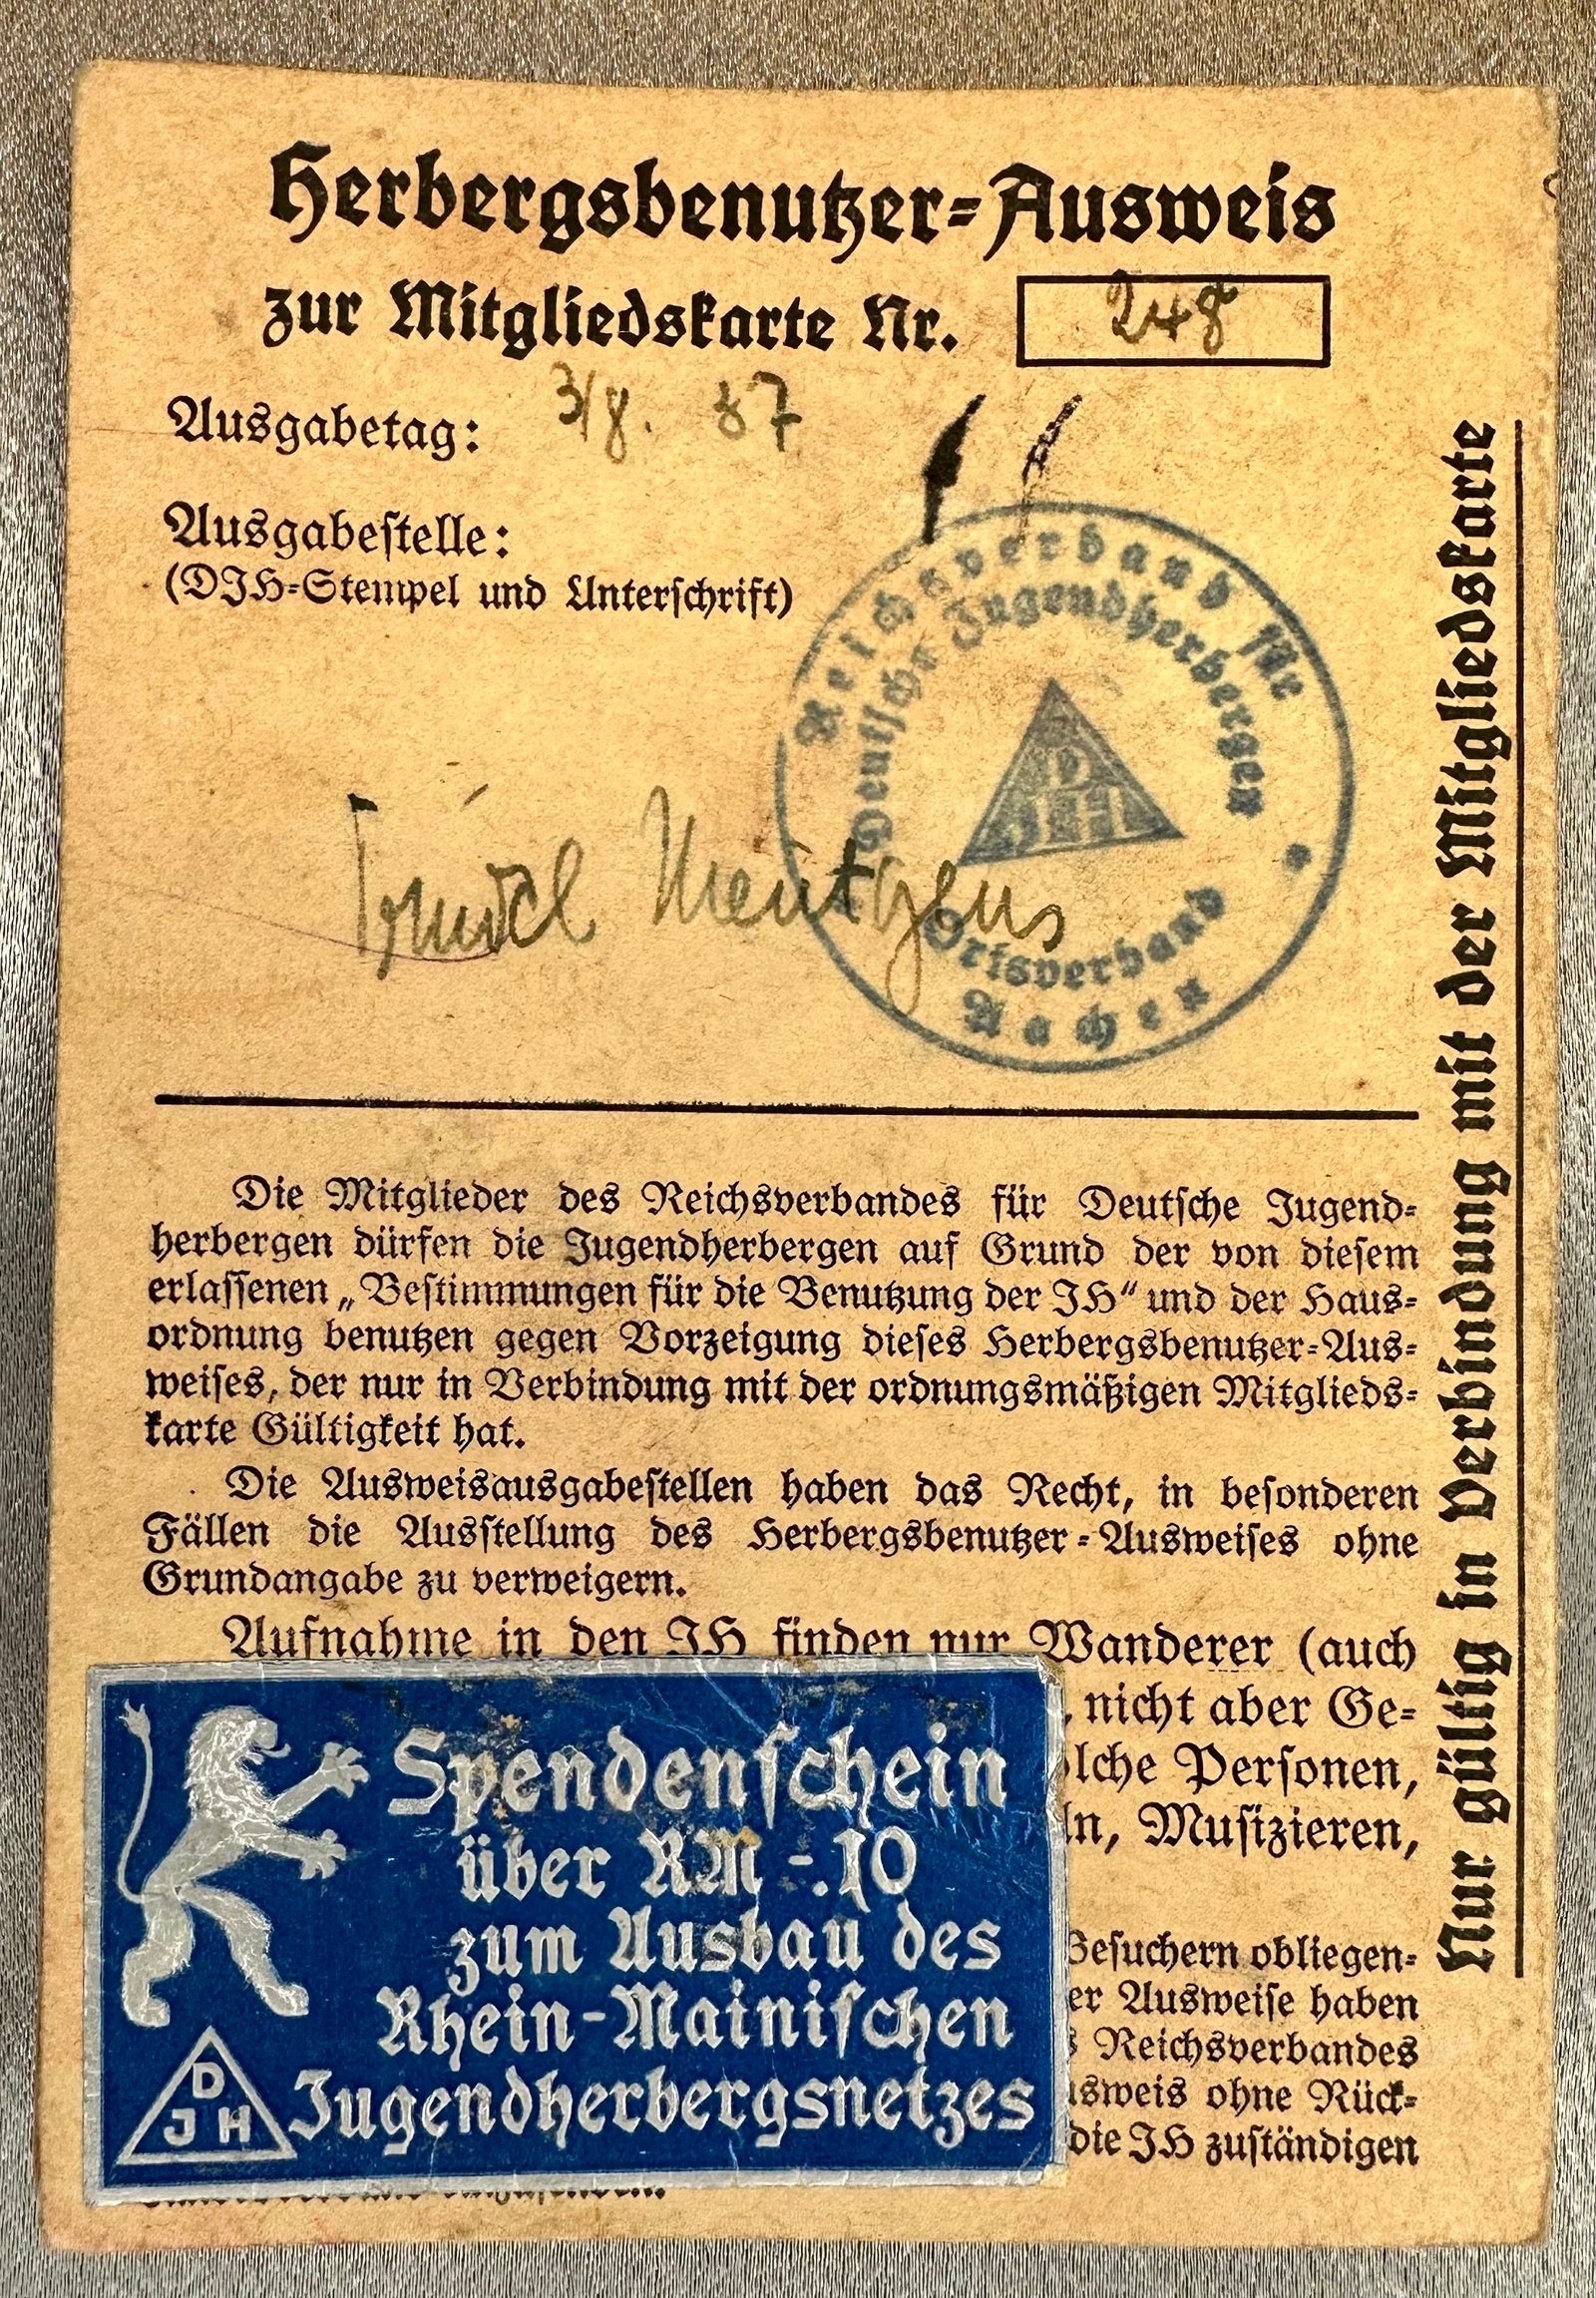 Herbergsbenutzer-Ausweis
zur Mitgliedskarte Nr. 248
Ausgabetag: 3/8. 37
Ausgabestelle:
(DJH-Stempel und Unterschrift)
Reichsverband für
Deutsche Jugendherbergen
D
JH
Ortsverband
Aachen
Die Mitglieder des Reichsverbandes für Deutsche Jugend-
herbergen dürfen die Jugendherbergen auf Grund der von diesem
erlassenen „Bestimmungen für die Benutzung der JH“ und der Haus-
ordnung benutzen gegen Vorzeigung dieses Herbergsbenutzer-Aus-
weises, der nur in Verbindung mit der ordnungsmäßigen Mitglieds-
karte Gültigkeit hat.
Die Ausweisausgabestellen haben das Recht, in besonderen
Fällen die Ausstellung des Herbergsbenutzer-Ausweises ohne
Grundangabe zu verweigern.
Aufnahme in den JH finden nur Wanderer (auch
nicht aber Ge-
Personen,
Musizieren,
obliegen-
Ausweise haben
Reichsverbandes
ohne Rück-
die JH zuständigen
Spendenschein
über RM -.10
zum Ausbau des
Rhein-Mainischen
Jugendherbergsnetzes
D
JH
Nur gültig in Verbindung mit der Mitgliedskarte